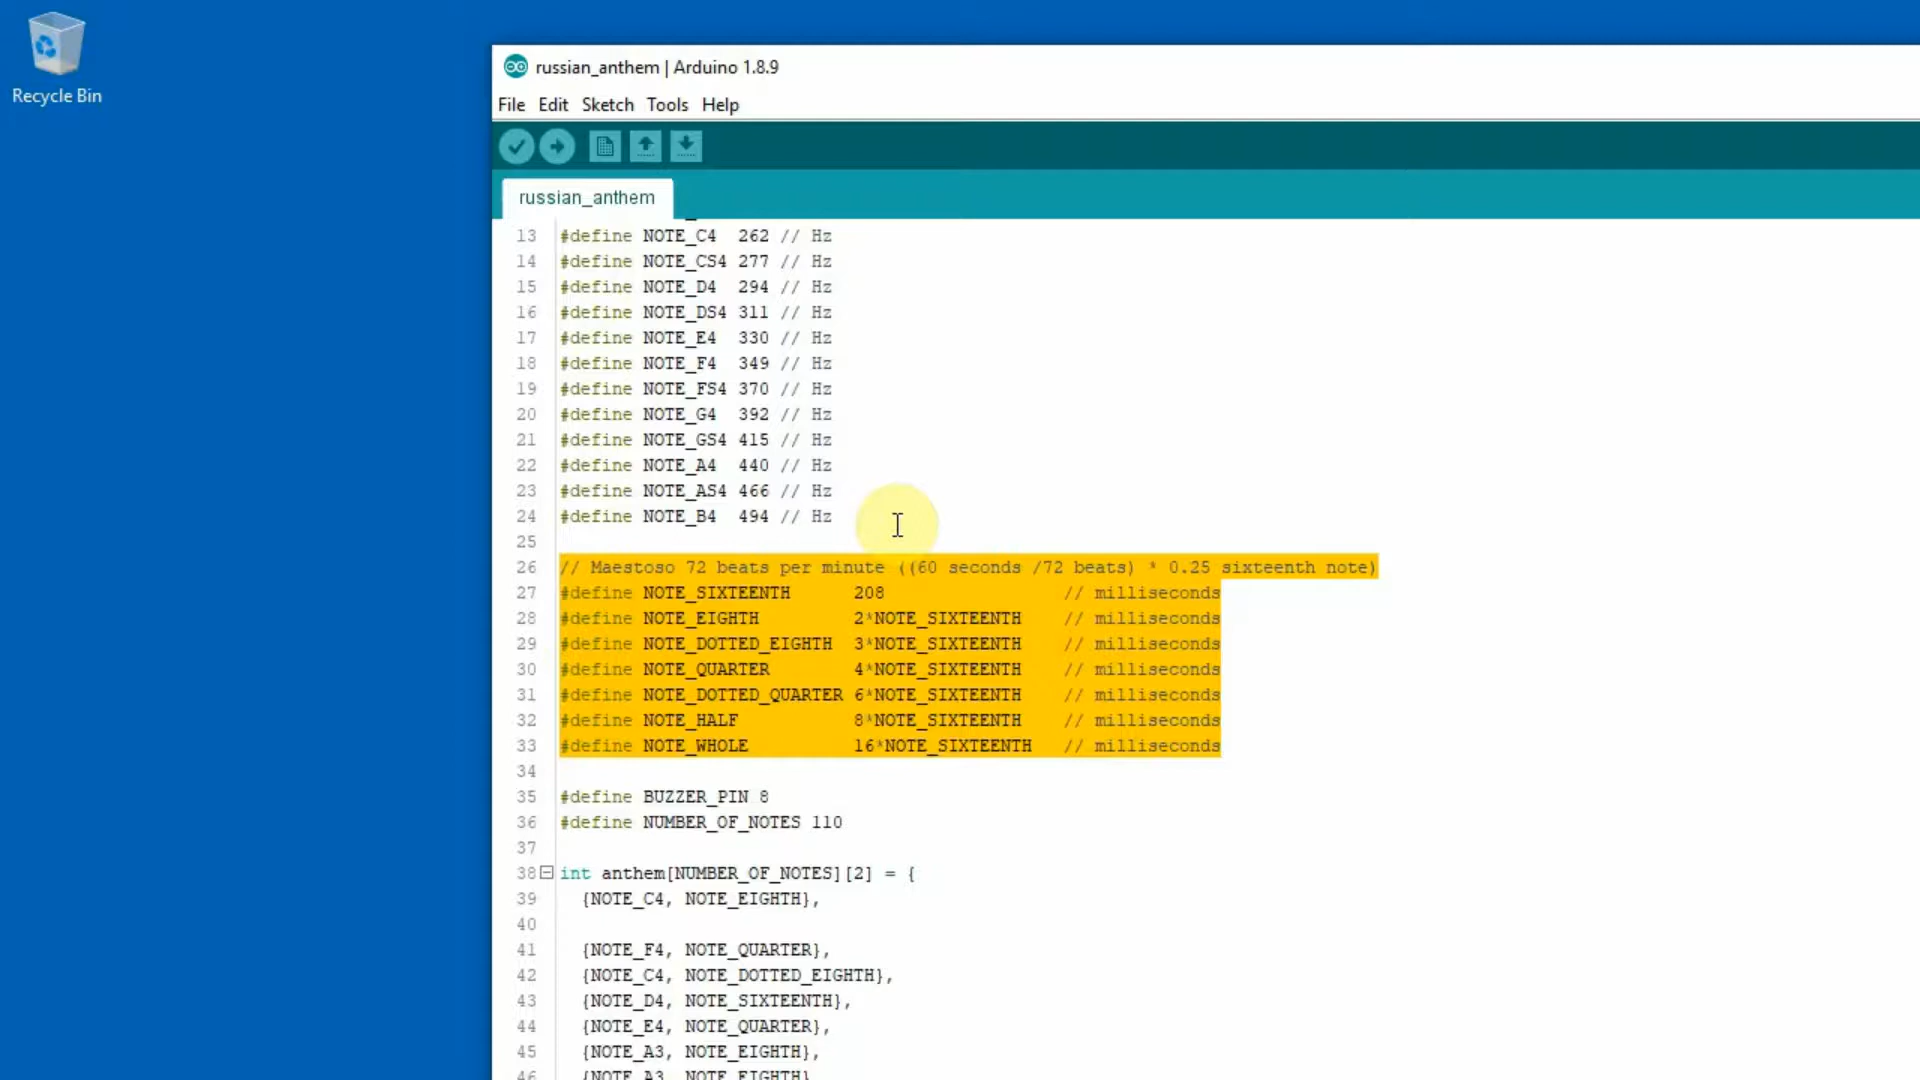 Recycle Bin
russian_anthem | Arduino 1.8.9
File Edit Sketch Tools Help
russian_anthem
13 #define NOTE_C4  262 // Hz
14 #define NOTE_CS4 277 // Hz
15 #define NOTE_D4  294 // Hz
16 #define NOTE_DS4 311 // Hz
17 #define NOTE_E4  330 // Hz
18 #define NOTE_F4  349 // Hz
19 #define NOTE_FS4 370 // Hz
20 #define NOTE_G4  392 // Hz
21 #define NOTE_GS4 415 // Hz
22 #define NOTE_A4  440 // Hz
23 #define NOTE_AS4 466 // Hz
24 #define NOTE_B4  494 // Hz
25
26 // Maestoso 72 beats per minute ((60 seconds /72 beats) * 0.25 sixteenth note)
27 #define NOTE_SIXTEENTH      208                 // milliseconds
28 #define NOTE_EIGHTH         2*NOTE_SIXTEENTH    // milliseconds
29 #define NOTE_DOTTED_EIGHTH  3*NOTE_SIXTEENTH    // milliseconds
30 #define NOTE_QUARTER        4*NOTE_SIXTEENTH    // milliseconds
31 #define NOTE_DOTTED_QUARTER 6*NOTE_SIXTEENTH    // milliseconds
32 #define NOTE_HALF           8*NOTE_SIXTEENTH    // milliseconds
33 #define NOTE_WHOLE          16*NOTE_SIXTEENTH   // milliseconds
34
35 #define BUZZER_PIN 8
36 #define NUMBER_OF_NOTES 110
37
38 int anthem[NUMBER_OF_NOTES][2] = {
39   {NOTE_C4, NOTE_EIGHTH},
40
41   {NOTE_F4, NOTE_QUARTER},
42   {NOTE_C4, NOTE_DOTTED_EIGHTH},
43   {NOTE_D4, NOTE_SIXTEENTH},
44   {NOTE_E4, NOTE_QUARTER},
45   {NOTE_A3, NOTE_EIGHTH},
46   {NOTE_A3, NOTE_EIGHTH},